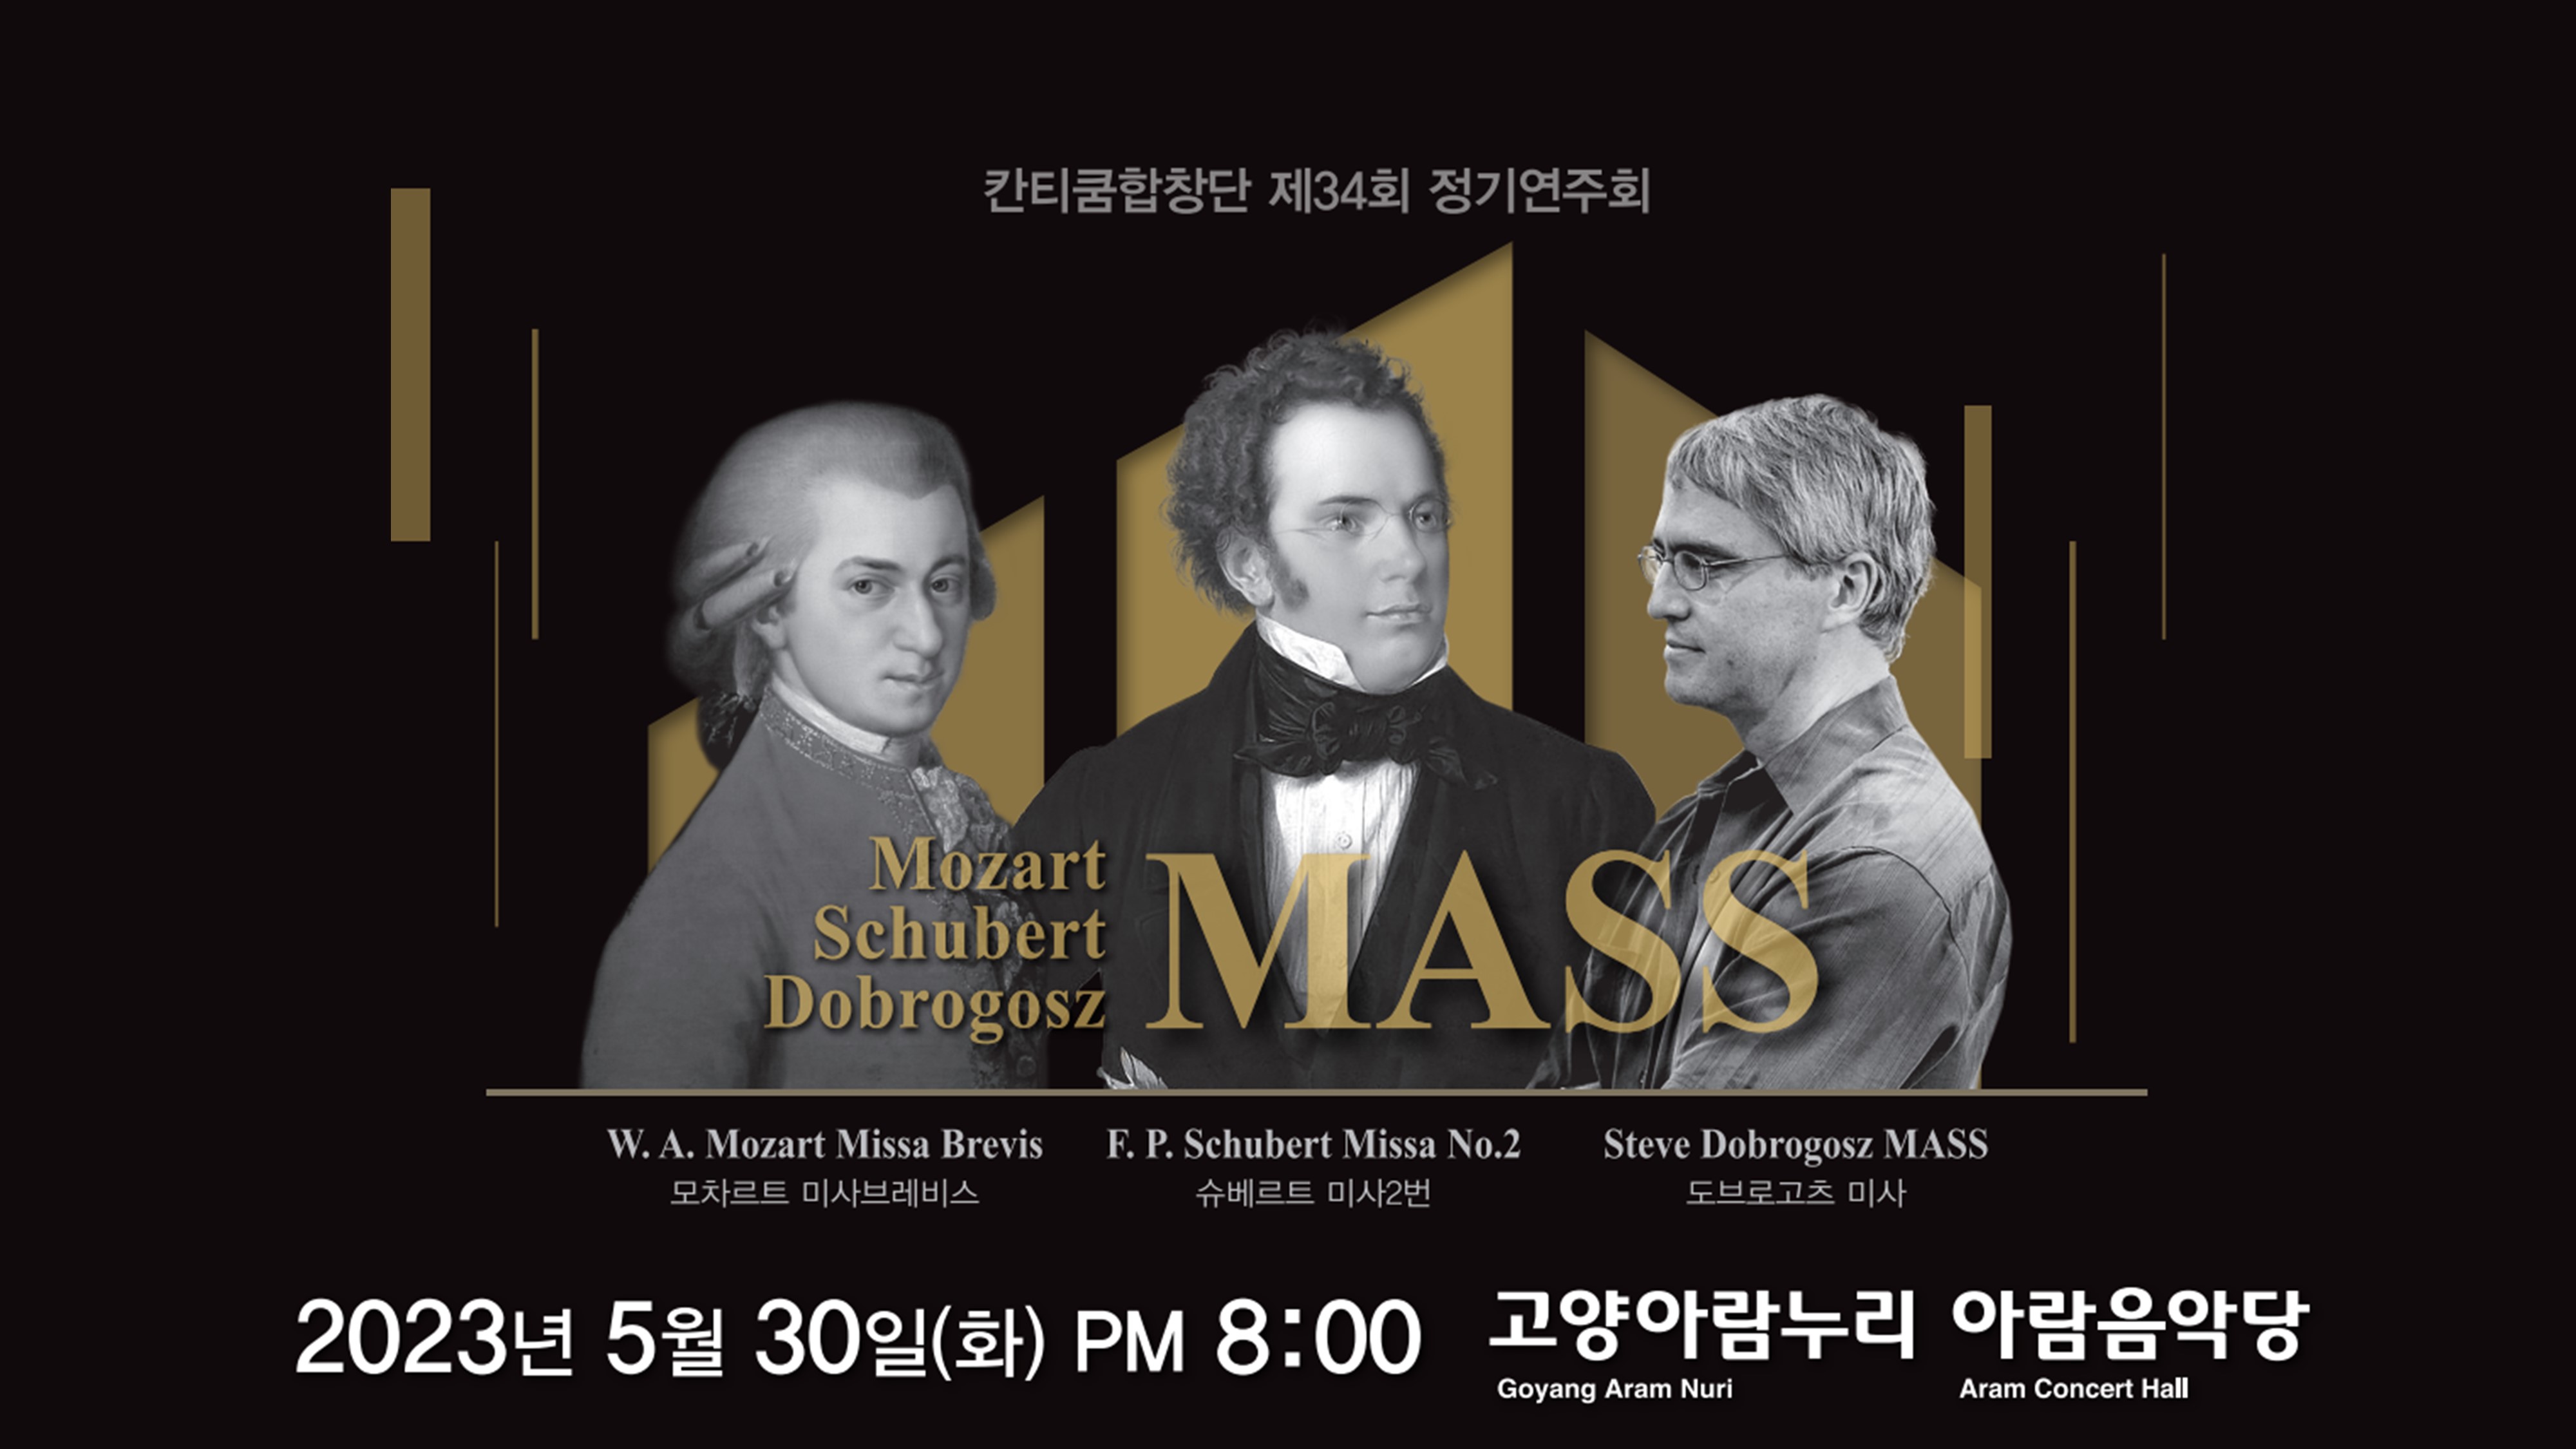 칸티쿰합창단 제34회 정기연주회
Mozart
Schubert
Dobrogosz
MASS
W. A. Mozart Missa Brevis
모차르트 미사브레비스
F. P. Schubert Missa No.2
슈베르트 미사2번
Steve Dobrogosz MASS
도브로고츠 미사
2023년 5월 30일(화) PM 8:00
고양아람누리 아람음악당
Goyang Aram Nuri Aram Concert Hall